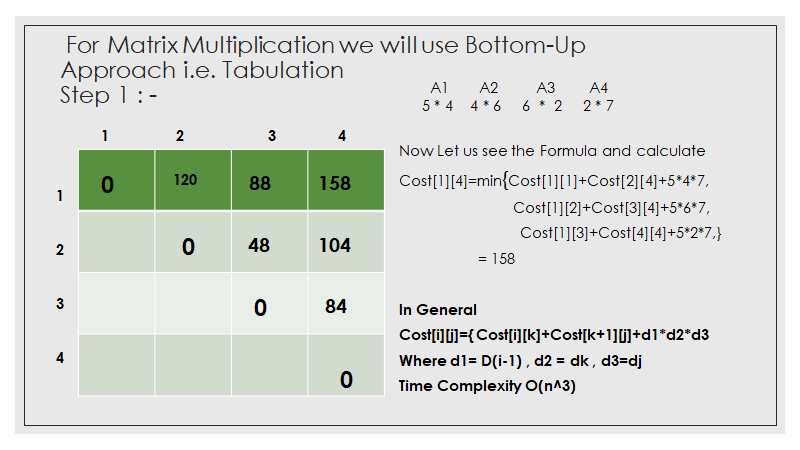 For Matrix Multiplication we will use Bottom-Up
Approach i.e. Tabulation
Step 1 : -
A1 A2 A3 A4
5 * 4 4 * 6 6 * 2 2 * 7
1 2 3 4
1 0 120 88 158
2 0 48 104
3 0 84
4 0
Now Let us see the Formula and calculate
Cost[1][4]=min{Cost[1][1]+Cost[2][4]+5*4*7,
Cost[1][2]+Cost[3][4]+5*6*7,
Cost[1][3]+Cost[4][4]+5*2*7,}
= 158
In General
Cost[i][j]={ Cost[i][k]+Cost[k+1][j]+d1*d2*d3
Where d1= D(i-1) , d2 = dk , d3=dj
Time Complexity O(n^3)